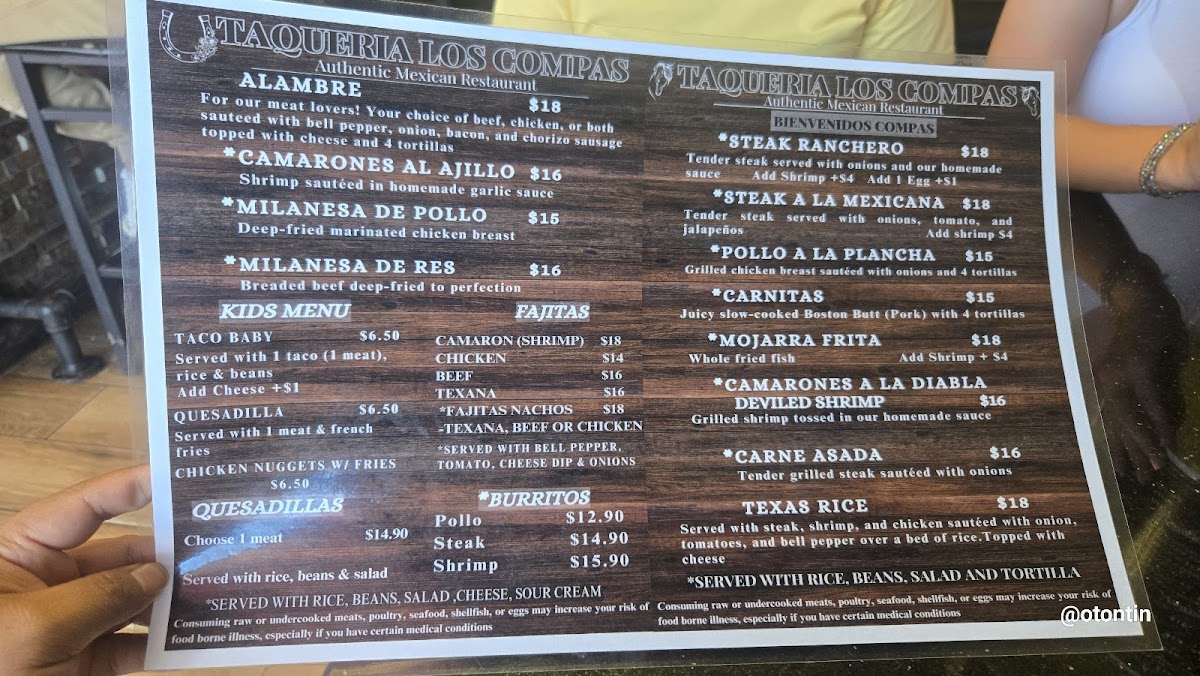 TAQUERIA LOS COMPAS
Authentic Mexican Restaurant
ALAMBRE $18
For our meat lovers! Your choice of beef, chicken, or both
sauteed with bell pepper, onion, bacon, and chorizo sausage
topped with cheese and 4 tortillas
*CAMARONES AL AJILLO $16
Shrimp sautéed in homemade garlic sauce
*MILANESA DE POLLO $15
Deep-fried marinated chicken breast
*MILANESA DE RES $16
Breaded beef deep-fried to perfection
KIDS MENU
TACO BABY $6.50
Served with 1 taco (1 meat),
rice & beans
Add Cheese +$1
QUESADILLA $6.50
Served with 1 meat & french
fries
CHICKEN NUGGETS W/ FRIES
$6.50
QUESADILLAS
Choose 1 meat $14.90
Served with rice, beans & salad
FAJITAS
CAMARON (SHRIMP) $18
CHICKEN $14
BEEF $16
TEXANA $16
*FAJITAS NACHOS $18
-TEXANA, BEEF OR CHICKEN
*SERVED WITH BELL PEPPER,
TOMATO, CHEESE DIP & ONIONS
*BURRITOS
Pollo $12.90
Steak $14.90
Shrimp $15.90
*SERVED WITH RICE, BEANS, SALAD ,CHEESE, SOUR CREAM
Consuming raw or undercooked meats, poultry, seafood, shellfish, or eggs may increase your risk of
food borne illness, especially if you have certain medical conditions
TAQUERIA LOS COMPAS
Authentic Mexican Restaurant
BIENVENIDOS COMPAS
*STEAK RANCHERO $18
Tender steak served with onions and our homemade
sauce Add Shrimp +$4 Add 1 Egg +$1
*STEAK A LA MEXICANA $18
Tender steak served with onions, tomato, and
jalapeños Add shrimp $4
*POLLO A LA PLANCHA $15
Grilled chicken breast sautéed with onions and 4 tortillas
*CARNITAS $15
Juicy slow-cooked Boston Butt (Pork) with 4 tortillas
*MOJARRA FRITA $18
Whole fried fish Add Shrimp + $4
*CAMARONES A LA DIABLA
DEVILED SHRIMP $16
Grilled shrimp tossed in our homemade sauce
*CARNE ASADA $16
Tender grilled steak sautéed with onions
TEXAS RICE $18
Served with steak, shrimp, and chicken sautéed with onion,
tomatoes, and bell pepper over a bed of rice.Topped with
cheese
*SERVED WITH RICE, BEANS, SALAD AND TORTILLA
Consuming raw or undercooked meats, poultry, seafood, shellfish, or eggs may increase your risk of
food borne illness, especially if you have certain medical conditions
@otontin